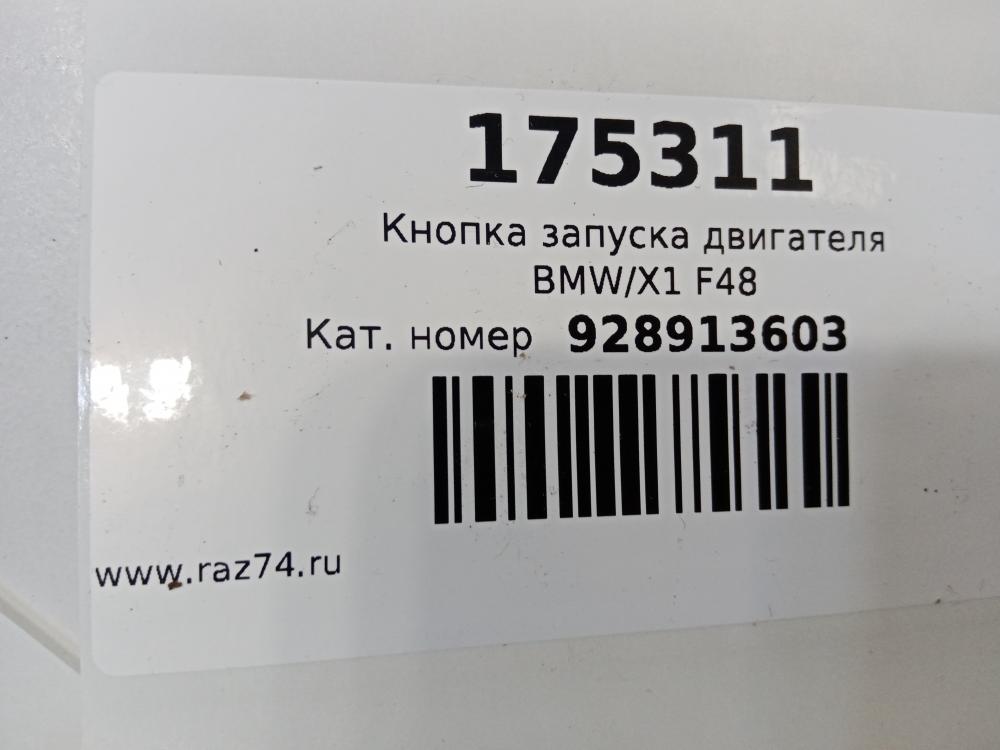 175311
Кнопка запуска двигателя
BMW/X1 F48
Кат. номер 928913603
www.raz74.ru